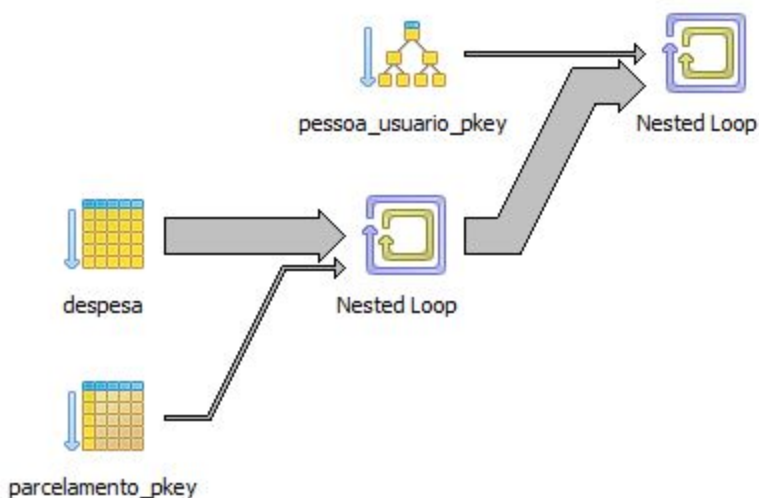 pessoa_usuario_pkey
Nested Loop
despesa
Nested Loop
parcelamento_pkey